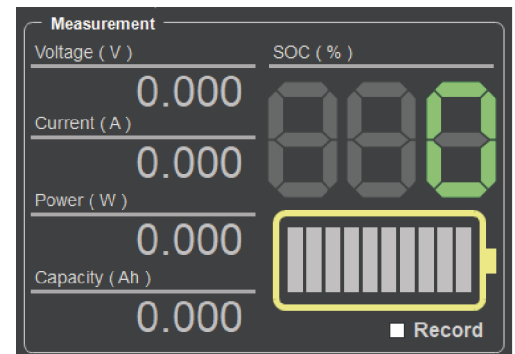 Measurement
Voltage ( V )
0.000
Current ( A )
0.000
Power ( W )
0.000
Capacity ( Ah )
0.000
SOC ( % )
0
Record